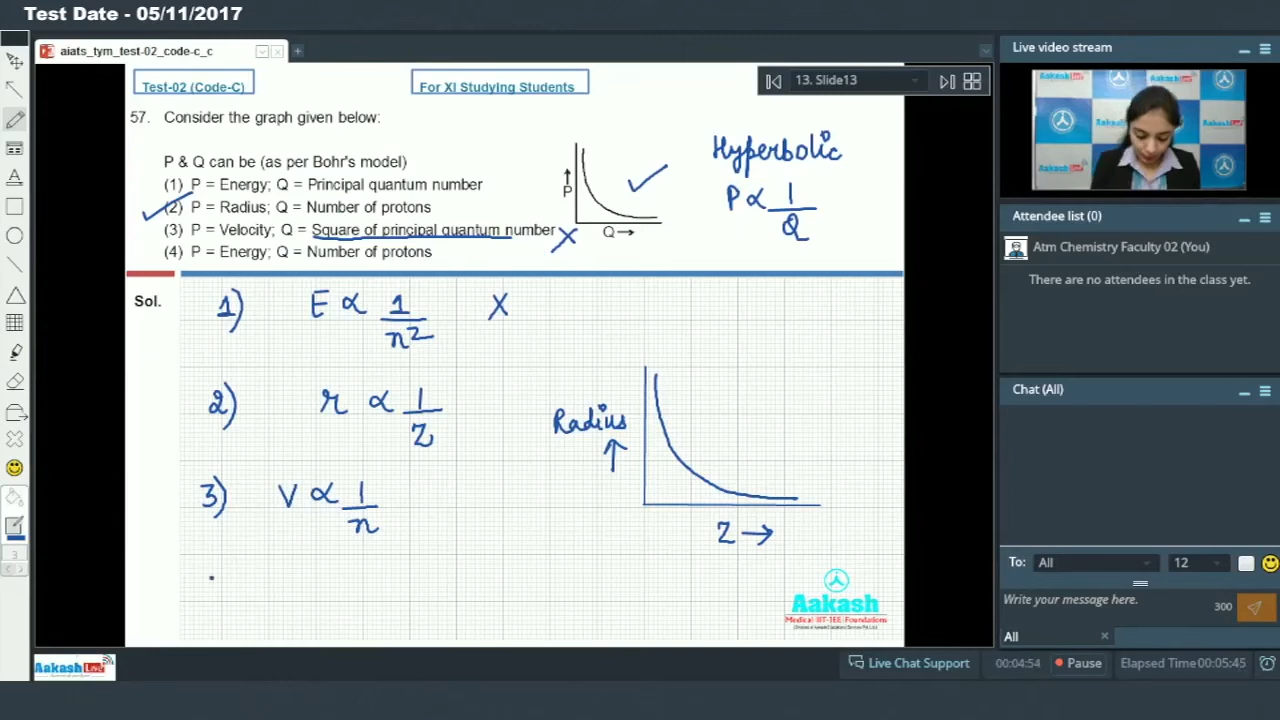 Test Date - 05/11/2017
aiats_tym_test-02_code-c_c
Test-02 (Code-C)
For XI Studying Students
13. Slide13
57. Consider the graph given below:
P & Q can be (as per Bohr's model)
(1) P = Energy; Q = Principal quantum number
(2) P = Radius; Q = Number of protons
(3) P = Velocity; Q = Square of principal quantum number
(4) P = Energy; Q = Number of protons
P
Q→
Hyperbolic
P ∝ 1/Q
Sol.
1) E ∝ 1/n² X
2) r ∝ 1/Z
3) V ∝ 1/n
Radius ↑
Z →
Aakash
Medical|IIT-JEE|Foundations
Live video stream
Attendee list (0)
Atm Chemistry Faculty 02 (You)
There are no attendees in the class yet.
Chat (All)
To: All 12
Write your message here. 300
All
3
Aakash Live
Live Chat Support 00:04:54 Pause Elapsed Time 00:05:45